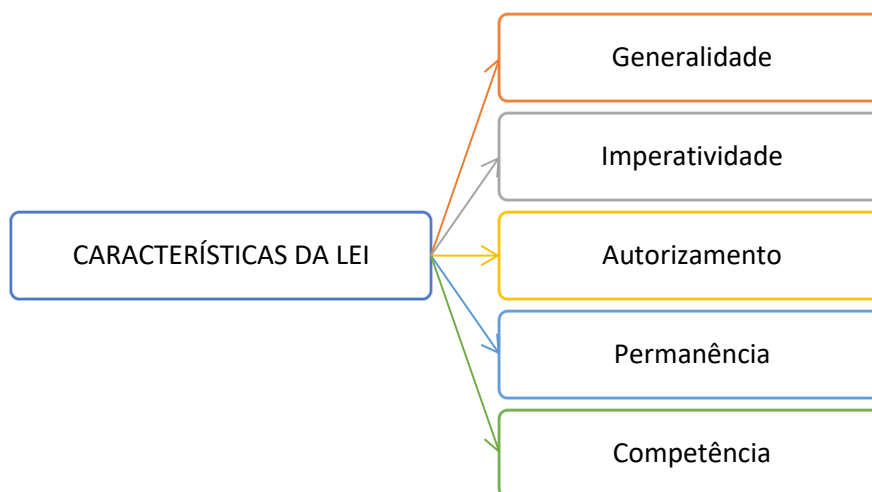 Generalidade
Imperatividade
CARACTERÍSTICAS DA LEI
Autorizamento
Permanência
Competência